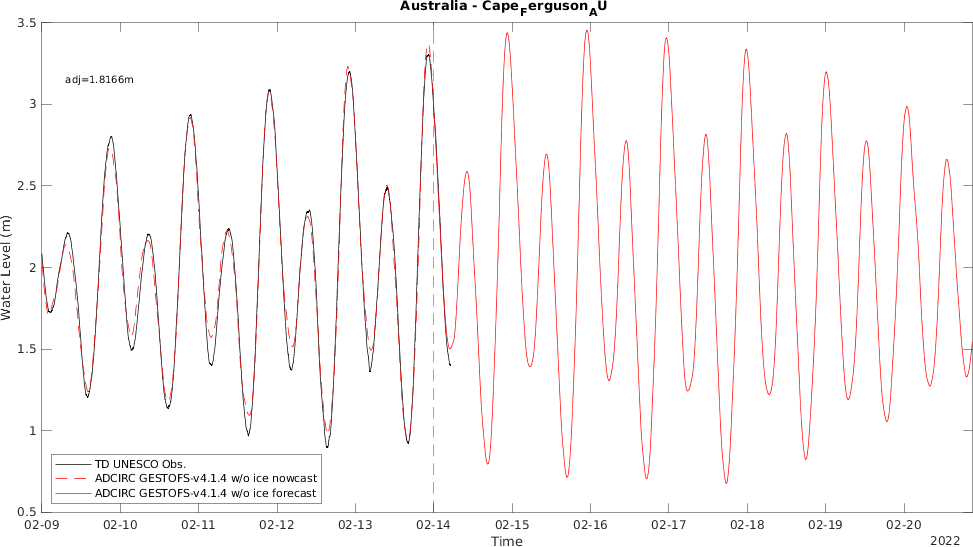 Australia - Cape_Ferguson_AU
3.5
adj=1.8166m
3
2.5
2
1.5
1
0.5
Water Level (m)
TD UNESCO Obs.
ADCIRC GESTOFS-v4.1.4 w/o ice nowcast
ADCIRC GESTOFS-v4.1.4 w/o ice forecast
02-09 02-10 02-11 02-12 02-13 02-14 02-15 02-16 02-17 02-18 02-19 02-20
Time
2022